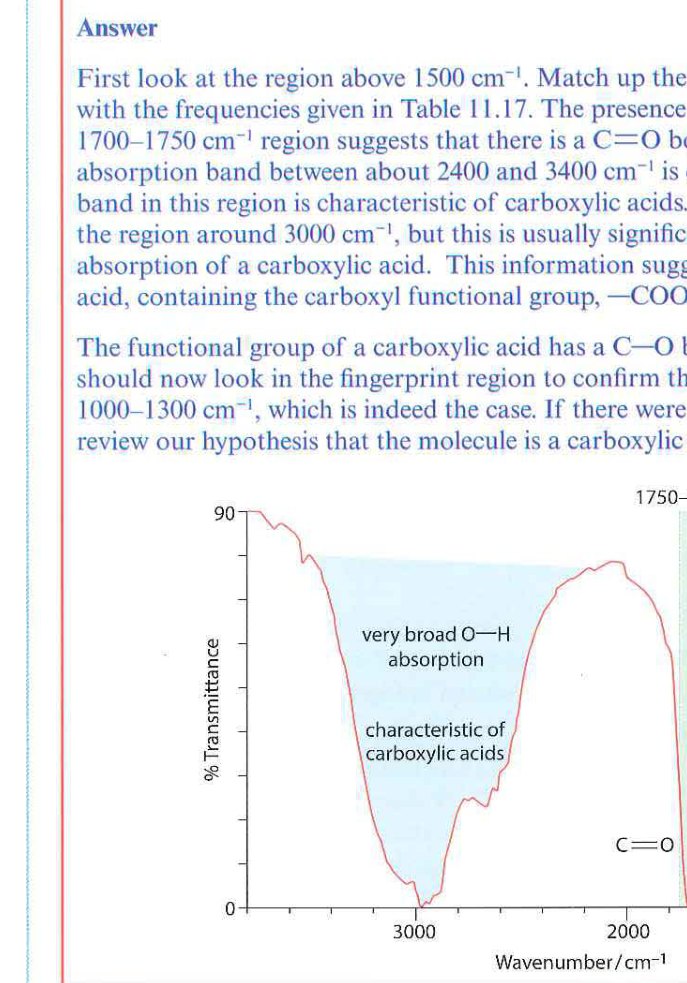 Answer
First look at the region above 1500 cm⁻¹. Match up the
with the frequencies given in Table 11.17. The presence
1700–1750 cm⁻¹ region suggests that there is a C=O b
absorption band between about 2400 and 3400 cm⁻¹ is
band in this region is characteristic of carboxylic acids.
the region around 3000 cm⁻¹, but this is usually signific
absorption of a carboxylic acid. This information sugg
acid, containing the carboxyl functional group, —COO
The functional group of a carboxylic acid has a C—O
should now look in the fingerprint region to confirm th
1000–1300 cm⁻¹, which is indeed the case. If there were
review our hypothesis that the molecule is a carboxylic
1750–
90
very broad O—H
absorption
characteristic of
carboxylic acids
% Transmittance
C=O
0
3000
2000
Wavenumber/cm⁻¹